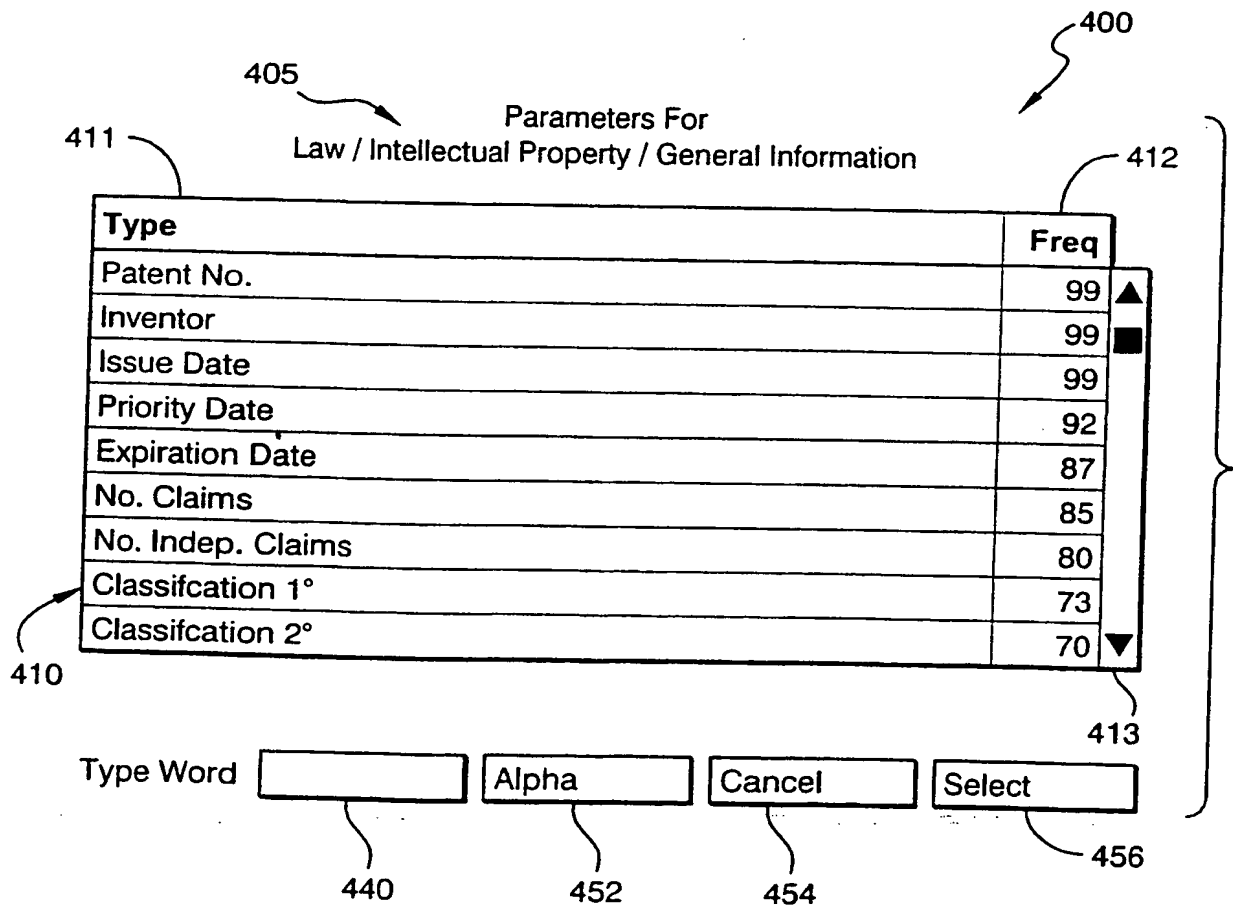 400
405
Parameters For
411
Law / Intellectual Property / General Information
412
Type Freq
Patent No. 99
Inventor 99
Issue Date 99
Priority Date 92
Expiration Date 87
No. Claims 85
No. Indep. Claims 80
Classifcation 1° 73
Classifcation 2° 70
410
413
Type Word Alpha Cancel Select
440 452 454 456